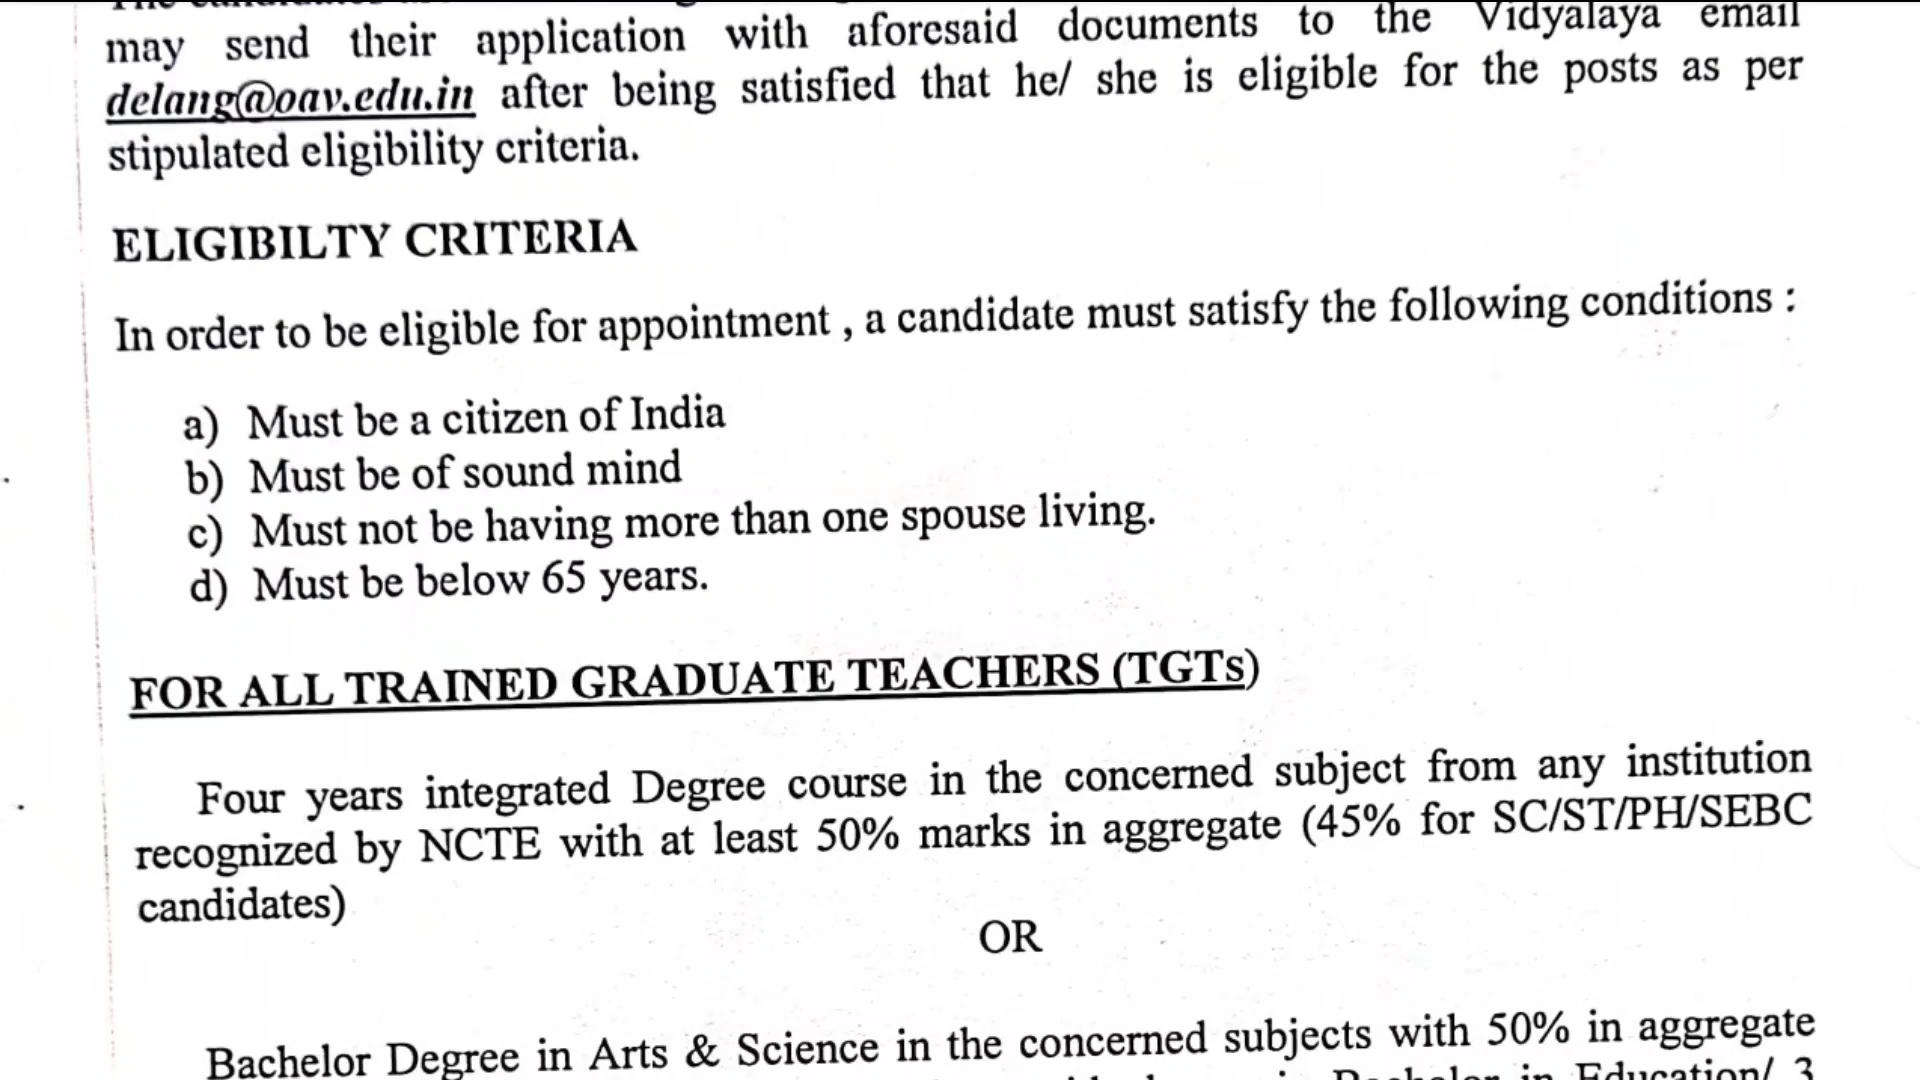 may send their application with aforesaid documents to the Vidyalaya email
delang@oav.edu.in after being satisfied that he/ she is eligible for the posts as per
stipulated eligibility criteria.
ELIGIBILTY CRITERIA
In order to be eligible for appointment , a candidate must satisfy the following conditions :
a) Must be a citizen of India
b) Must be of sound mind
c) Must not be having more than one spouse living.
d) Must be below 65 years.
FOR ALL TRAINED GRADUATE TEACHERS (TGTs)
Four years integrated Degree course in the concerned subject from any institution
recognized by NCTE with at least 50% marks in aggregate (45% for SC/ST/PH/SEBC
candidates)
OR
Bachelor Degree in Arts & Science in the concerned subjects with 50% in aggregate
in Bachelor in Education/ 3